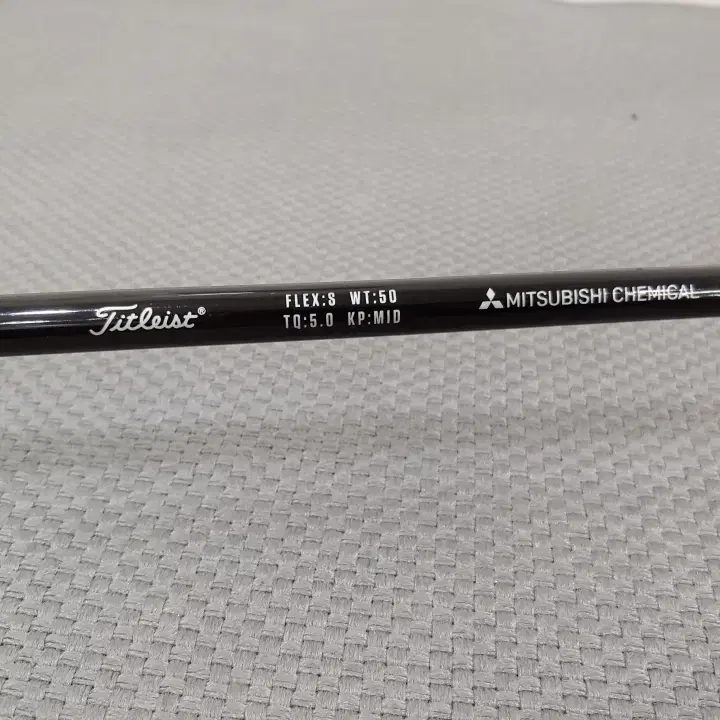 Titleist®
FLEX:S WT:50
TQ:5.0 KP:MID
MITSUBISHI CHEMICAL